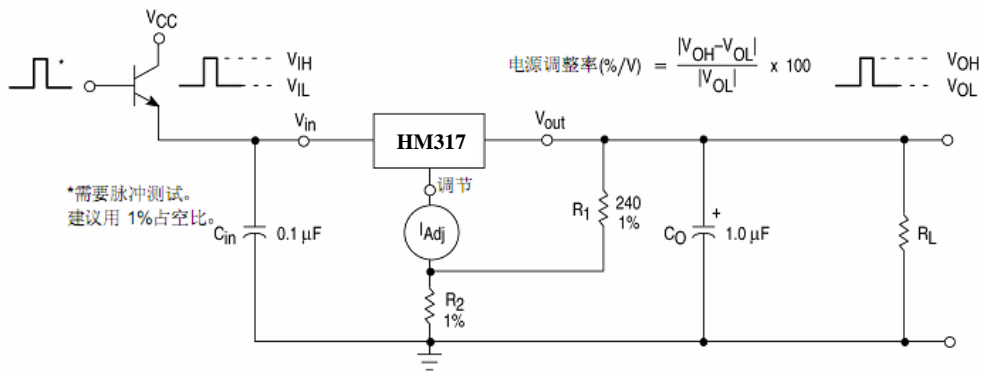 VCC
*
VIH
VIL
电源调整率(%/V) = |VOH–VOL| / |VOL| x 100
VOH
VOL
Vin
HM317
Vout
调节
*需要脉冲测试。
建议用 1%占空比。
Cin
0.1 μF
IAdj
R1
240
1%
CO
+
1.0 μF
RL
R2
1%